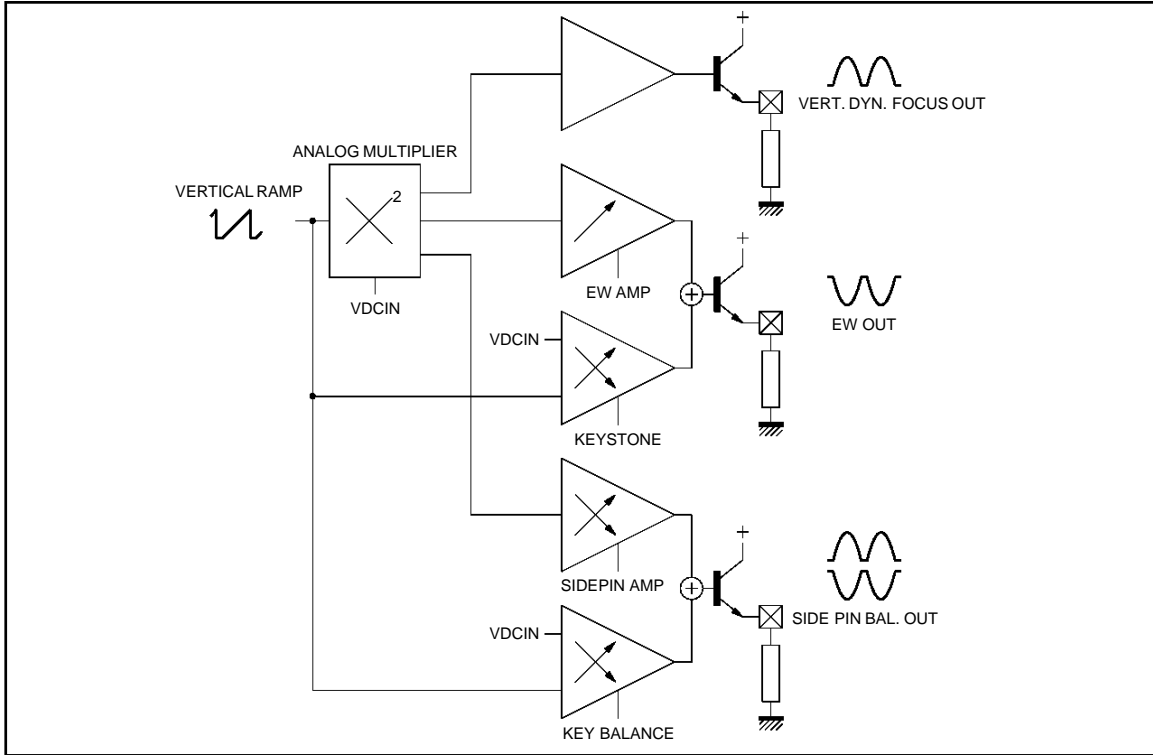 +
VERT. DYN. FOCUS OUT
ANALOG MULTIPLIER
2
VERTICAL RAMP
VDCIN
EW AMP
+
+
EW OUT
VDCIN
KEYSTONE
SIDEPIN AMP
+
+
SIDE PIN BAL. OUT
VDCIN
KEY BALANCE